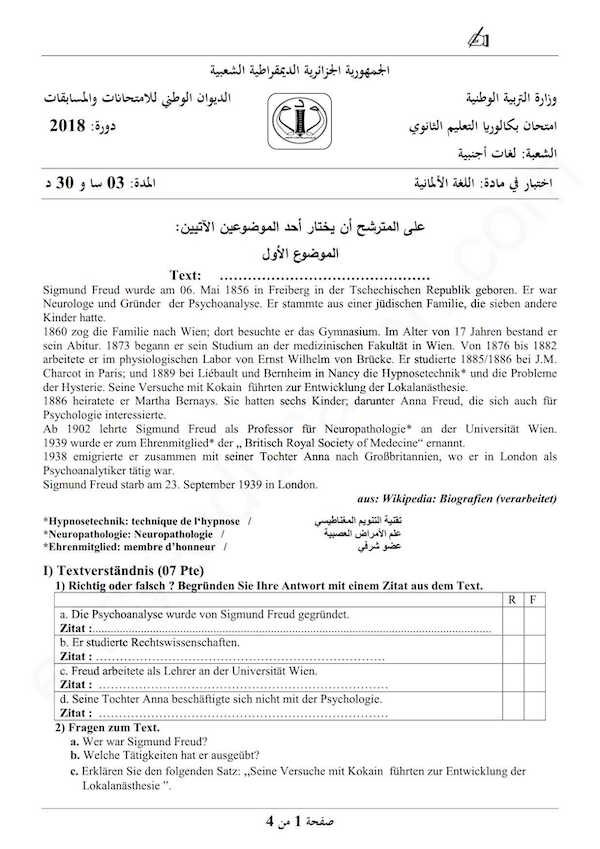 الجمهورية الجزائرية الديمقراطية الشعبية
وزارة التربية الوطنية
الديوان الوطني للامتحانات والمسابقات
امتحان بكالوريا التعليم الثانوي
دورة: 2018
الشعبة: لغات أجنبية
اختبار في مادة: اللغة الألمانية
المدة: 03 سا و 30 د
على المترشح أن يختار أحد الموضوعين الآتيين:
الموضوع الأول
Text: ............................................
Sigmund Freud wurde am 06. Mai 1856 in Freiberg in der Tschechischen Republik geboren. Er war
Neurologe und Gründer der Psychoanalyse. Er stammte aus einer jüdischen Familie, die sieben andere
Kinder hatte.
1860 zog die Familie nach Wien; dort besuchte er das Gymnasium. Im Alter von 17 Jahren bestand er
sein Abitur. 1873 begann er sein Studium an der medizinischen Fakultät in Wien. Von 1876 bis 1882
arbeitete er im physiologischen Labor von Ernst Wilhelm von Brücke. Er studierte 1885/1886 bei J.M.
Charcot in Paris; und 1889 bei Liébault und Bernheim in Nancy die Hypnosetechnik* und die Probleme
der Hysterie. Seine Versuche mit Kokain führten zur Entwicklung der Lokalanästhesie.
1886 heiratete er Martha Bernays. Sie hatten sechs Kinder; darunter Anna Freud, die sich auch für
Psychologie interessierte.
Ab 1902 lehrte Sigmund Freud als Professor für Neuropathologie* an der Universität Wien.
1939 wurde er zum Ehrenmitglied* der „ Britisch Royal Society of Medecine“ ernannt.
1938 emigrierte er zusammen mit seiner Tochter Anna nach Großbritannien, wo er in London als
Psychoanalytiker tätig war.
Sigmund Freud starb am 23. September 1939 in London.
aus: Wikipedia: Biografien (verarbeitet)
*Hypnosetechnik: technique de l‘hypnose / تقنية التنويم المغناطيسي
*Neuropathologie: Neuropathologie / علم الأمراض العصبية
*Ehrenmitglied: membre d’honneur / عضو شرفي
I) Textverständnis (07 Pte)
1) Richtig oder falsch ? Begründen Sie Ihre Antwort mit einem Zitat aus dem Text.
R F
a. Die Psychoanalyse wurde von Sigmund Freud gegründet.
Zitat :............................................................
b. Er studierte Rechtswissenschaften.
Zitat : ............................................................
c. Freud arbeitete als Lehrer an der Universität Wien.
Zitat : ............................................................
d. Seine Tochter Anna beschäftigte sich nicht mit der Psychologie.
Zitat : ............................................................
2) Fragen zum Text.
a. Wer war Sigmund Freud?
b. Welche Tätigkeiten hat er ausgeübt?
c. Erklären Sie den folgenden Satz: ,,Seine Versuche mit Kokain führten zur Entwicklung der
Lokalanästhesie ".
صفحة 1 من 4